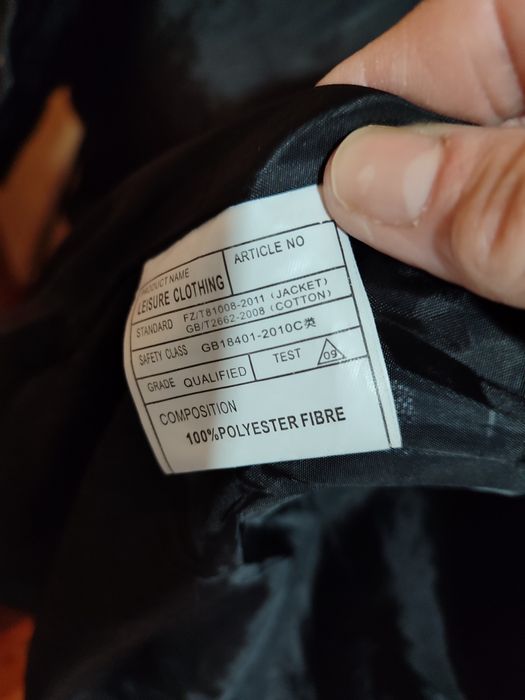 PRODUCT NAME
LEISURE CLOTHING
ARTICLE NO
STANDARD FZ/T81008-2011 (JACKET)
GB/T2662-2008 (COTTON)
SAFETY CLASS GB18401-2010C类
GRADE QUALIFIED TEST 09
COMPOSITION
100%POLYESTER FIBRE